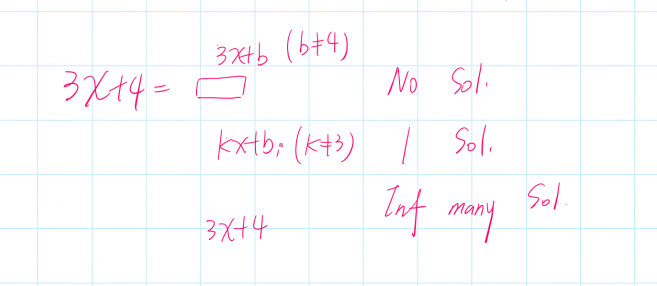 3x+b (b≠4)
3x+4 = ▭ No Sol.
kx+b; (k≠3) 1 Sol.
Inf many Sol.
3x+4